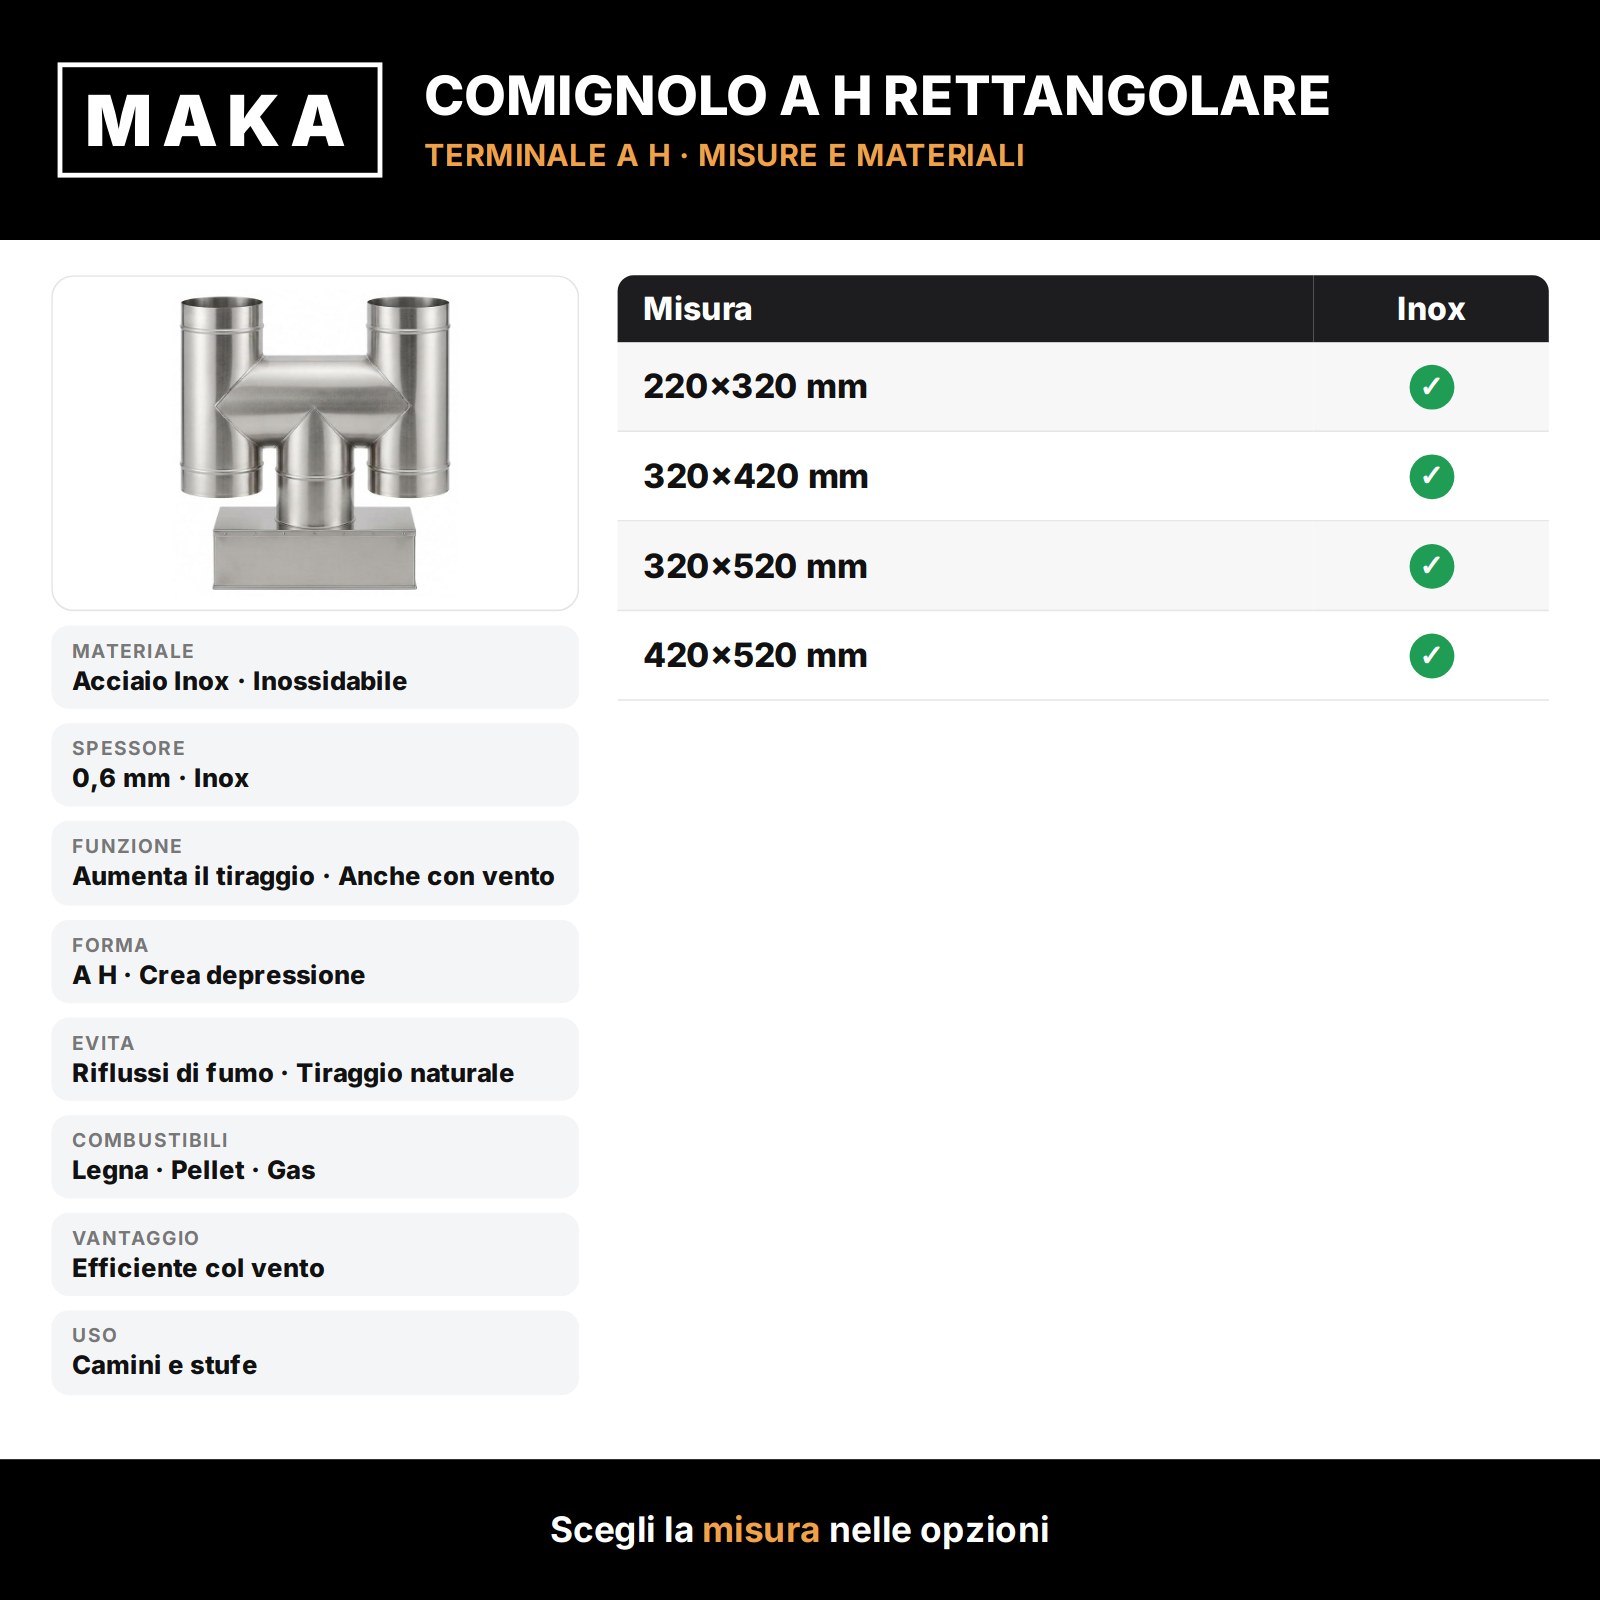 MAKA
COMIGNOLO A H RETTANGOLARE
TERMINALE A H · MISURE E MATERIALI
MATERIALE
Acciaio Inox · Inossidabile
SPESSORE
0,6 mm · Inox
FUNZIONE
Aumenta il tiraggio · Anche con vento
FORMA
A H · Crea depressione
EVITA
Riflussi di fumo · Tiraggio naturale
COMBUSTIBILI
Legna · Pellet · Gas
VANTAGGIO
Efficiente col vento
USO
Camini e stufe
Misura Inox
220×320 mm ✓
320×420 mm ✓
320×520 mm ✓
420×520 mm ✓
Scegli la misura nelle opzioni